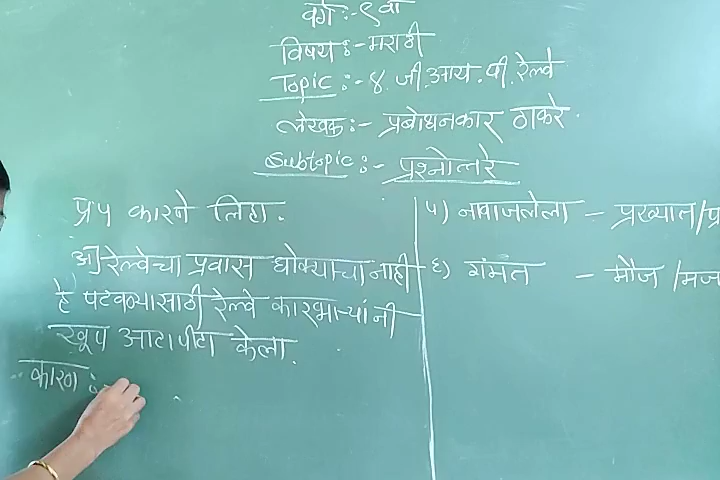 वर्ग :- ९ वी
विषय :- मराठी
Topic :- ४. जी. आय. पी. रेल्वे
लेखक :- प्रबोधनकार ठाकरे.
Subtopic :- प्रश्नोत्तरे
प्र५ कारणे लिहा.
अ] रेल्वेचा प्रवास धोक्याचा नाही
हे पटवण्यासाठी रेल्वे कारभाऱ्यांनी
खूप आटापीटा केला.
कारण :-
५) नावाजलेला - प्रख्यात / प्र
६) गंमत - मौज / मज